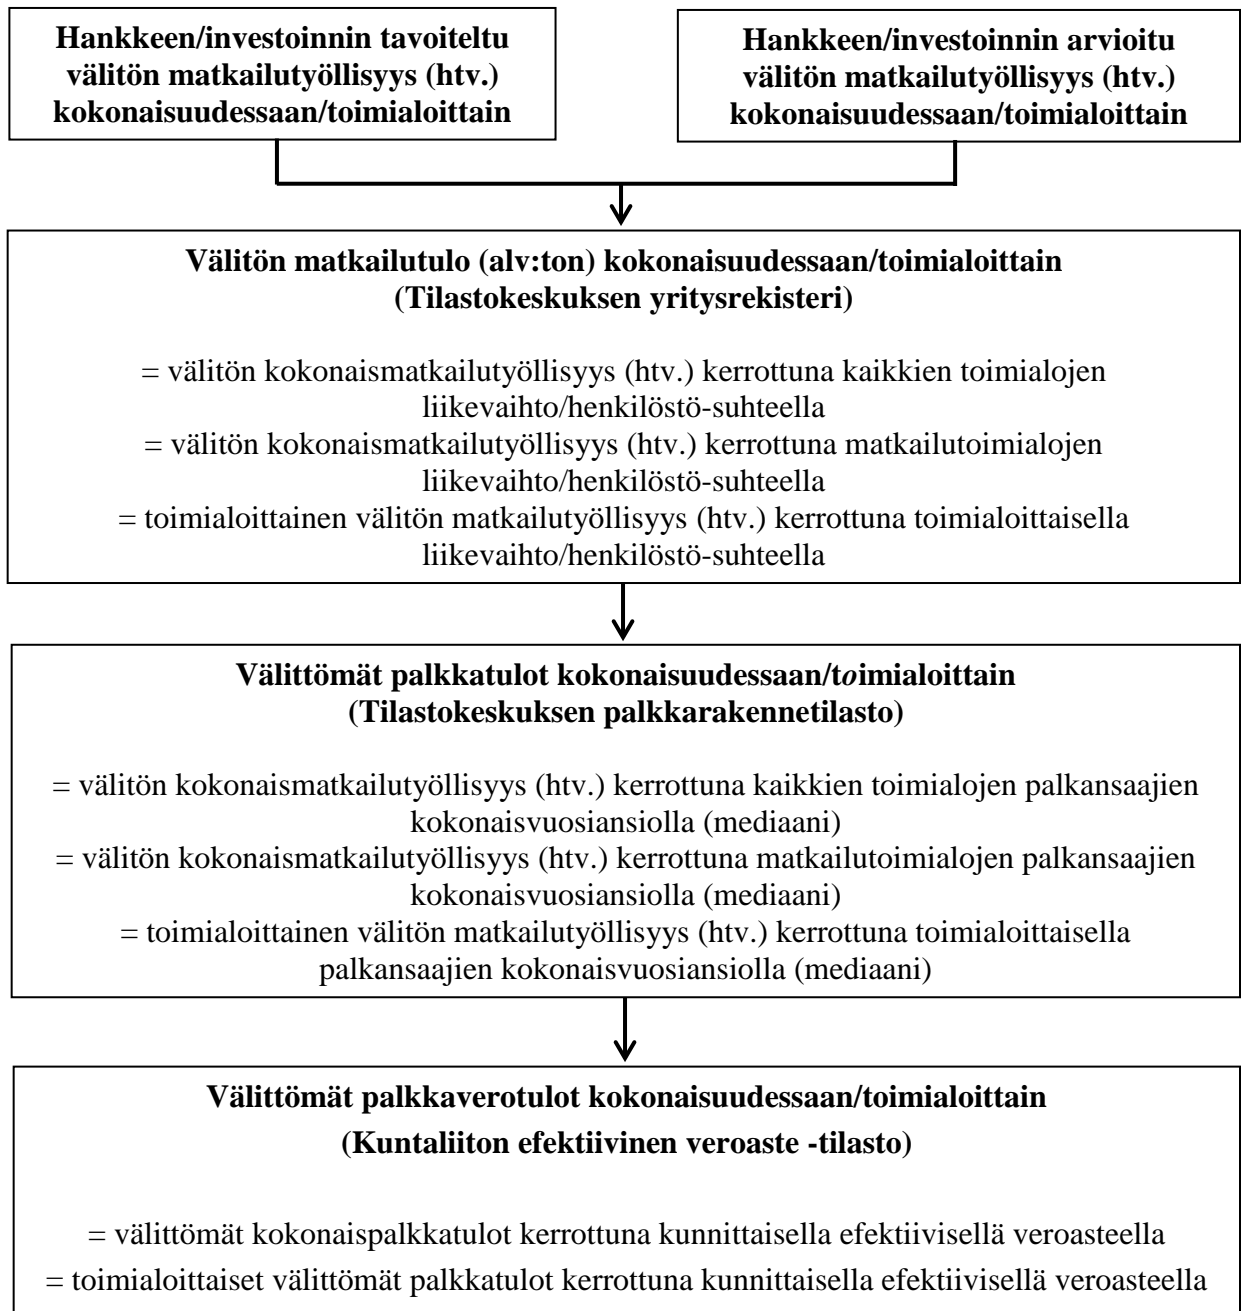 Hankkeen/investoinnin tavoiteltu
välitön matkailutyöllisyys (htv.)
kokonaisuudessaan/toimialoittain
Hankkeen/investoinnin arvioitu
välitön matkailutyöllisyys (htv.)
kokonaisuudessaan/toimialoittain
Välitön matkailutulo (alv:ton) kokonaisuudessaan/toimialoittain
(Tilastokeskuksen yritysrekisteri)
= välitön kokonaismatkailutyöllisyys (htv.) kerrottuna kaikkien toimialojen
liikevaihto/henkilöstö-suhteella
= välitön kokonaismatkailutyöllisyys (htv.) kerrottuna matkailutoimialojen
liikevaihto/henkilöstö-suhteella
= toimialoittainen välitön matkailutyöllisyys (htv.) kerrottuna toimialoittaisella
liikevaihto/henkilöstö-suhteella
Välittömät palkkatulot kokonaisuudessaan/toimialoittain
(Tilastokeskuksen palkkarakennetilasto)
= välitön kokonaismatkailutyöllisyys (htv.) kerrottuna kaikkien toimialojen palkansaajien
kokonaisvuosiansiolla (mediaani)
= välitön kokonaismatkailutyöllisyys (htv.) kerrottuna matkailutoimialojen palkansaajien
kokonaisvuosiansiolla (mediaani)
= toimialoittainen välitön matkailutyöllisyys (htv.) kerrottuna toimialoittaisella
palkansaajien kokonaisvuosiansiolla (mediaani)
Välittömät palkkaverotulot kokonaisuudessaan/toimialoittain
(Kuntaliiton efektiivinen veroaste -tilasto)
= välittömät kokonaispalkkatulot kerrottuna kunnittaisella efektiivisellä veroasteella
= toimialoittaiset välittömät palkkatulot kerrottuna kunnittaisella efektiivisellä veroasteella